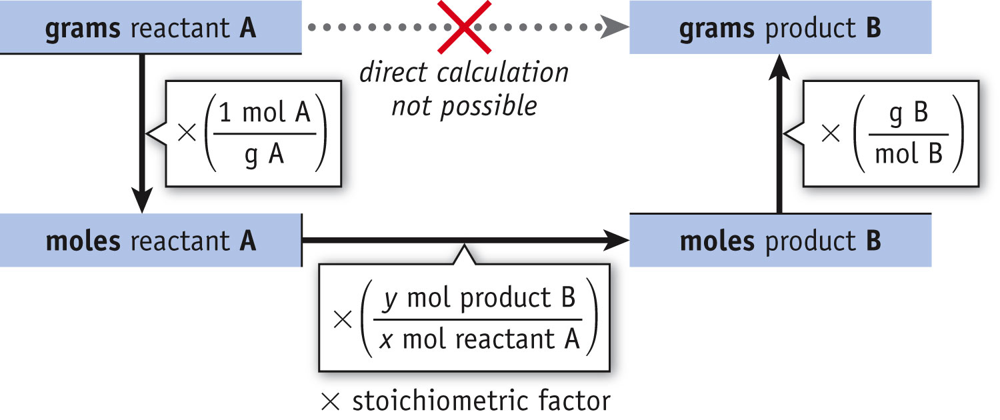 grams reactant A
grams product B
direct calculation
not possible
× (1 mol A
g A)
× (g B
mol B)
moles reactant A
moles product B
× (y mol product B
x mol reactant A)
× stoichiometric factor